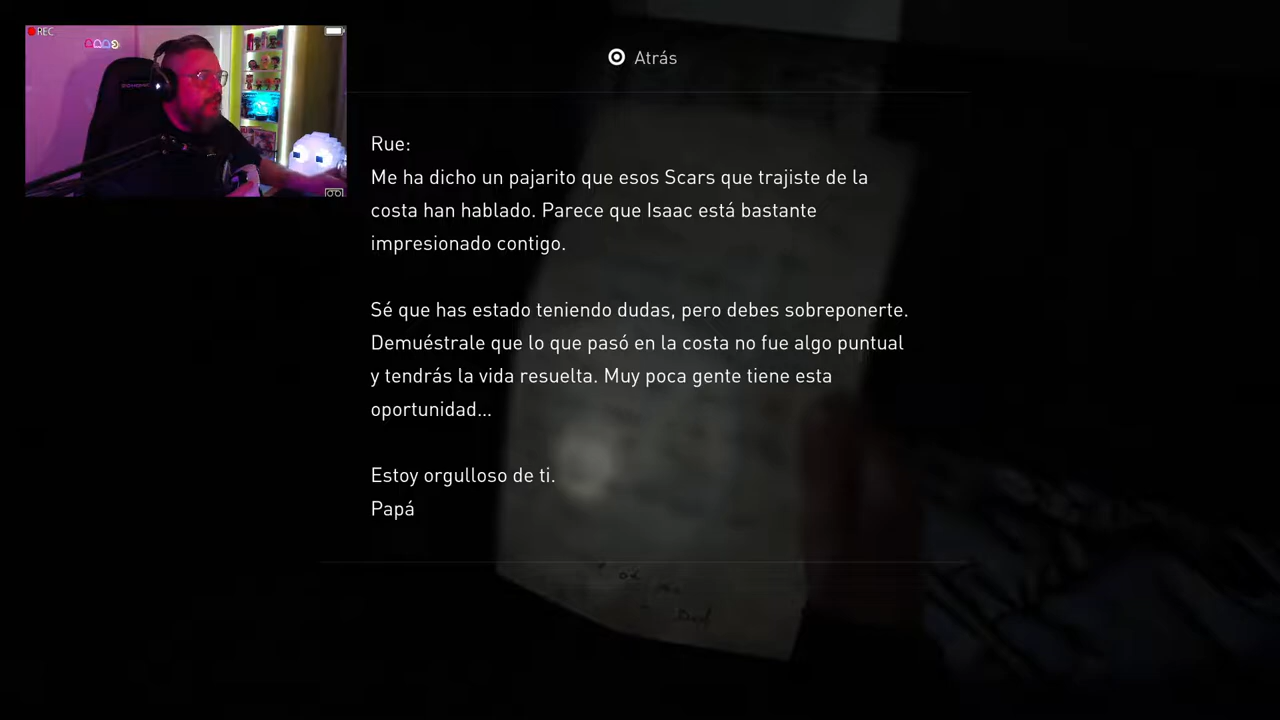 REC
Atrás
Rue:
Me ha dicho un pajarito que esos Scars que trajiste de la
costa han hablado. Parece que Isaac está bastante
impresionado contigo.
Sé que has estado teniendo dudas, pero debes sobreponerte.
Demuéstrale que lo que pasó en la costa no fue algo puntual
y tendrás la vida resuelta. Muy poca gente tiene esta
oportunidad...
Estoy orgulloso de ti.
Papá